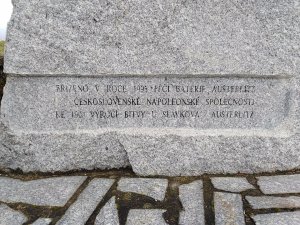 ZŘÍZENO V ROCE 1995 PÉČÍ BATERIE AUSTERLITZ
ČESKOSLOVENSKÉ NAPOLEONSKÉ SPOLEČNOSTI
KE 190. VÝROČÍ BITVY U SLAVKOVA / AUSTERLITZ